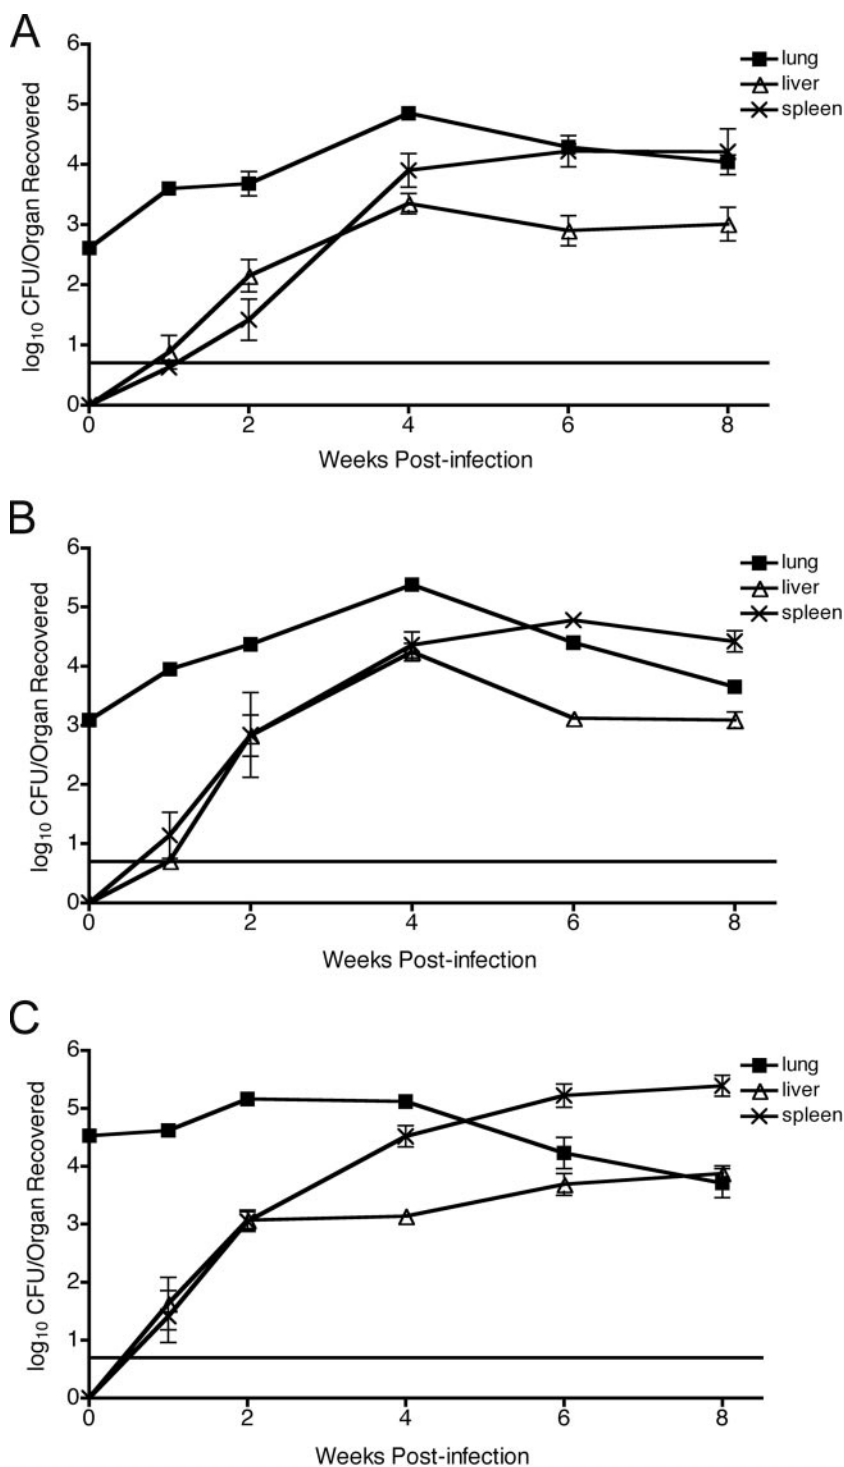 A
6
5
4
3
2
1
0
log10 CFU/Organ Recovered
lung
liver
spleen
0 2 4 6 8
Weeks Post-infection
B
6
5
4
3
2
1
0
log10 CFU/Organ Recovered
lung
liver
spleen
0 2 4 6 8
Weeks Post-infection
C
6
5
4
3
2
1
0
log10 CFU/Organ Recovered
lung
liver
spleen
0 2 4 6 8
Weeks Post-infection